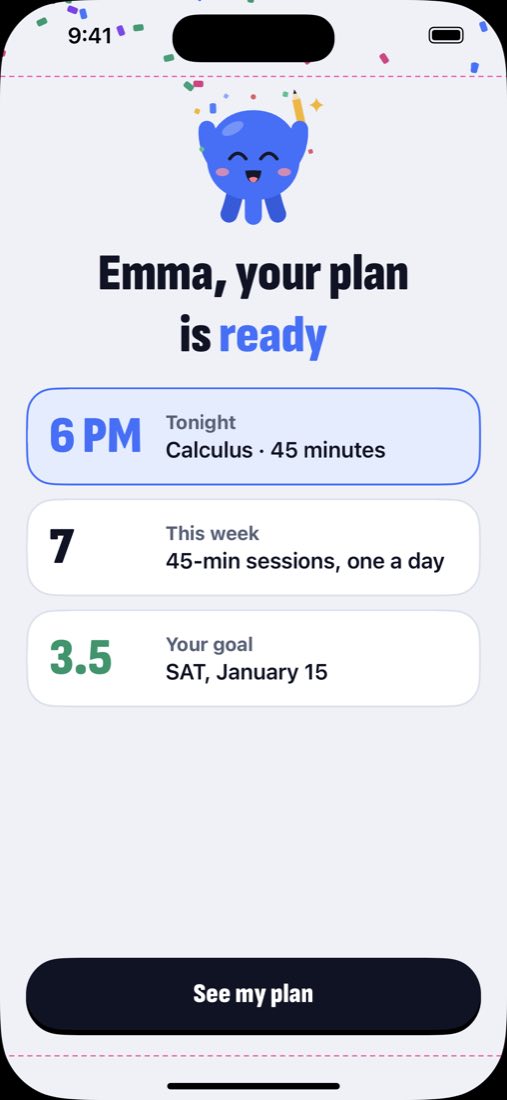 9:41
Emma, your plan
is ready
6 PM
Tonight
Calculus · 45 minutes
7
This week
45-min sessions, one a day
3.5
Your goal
SAT, January 15
See my plan